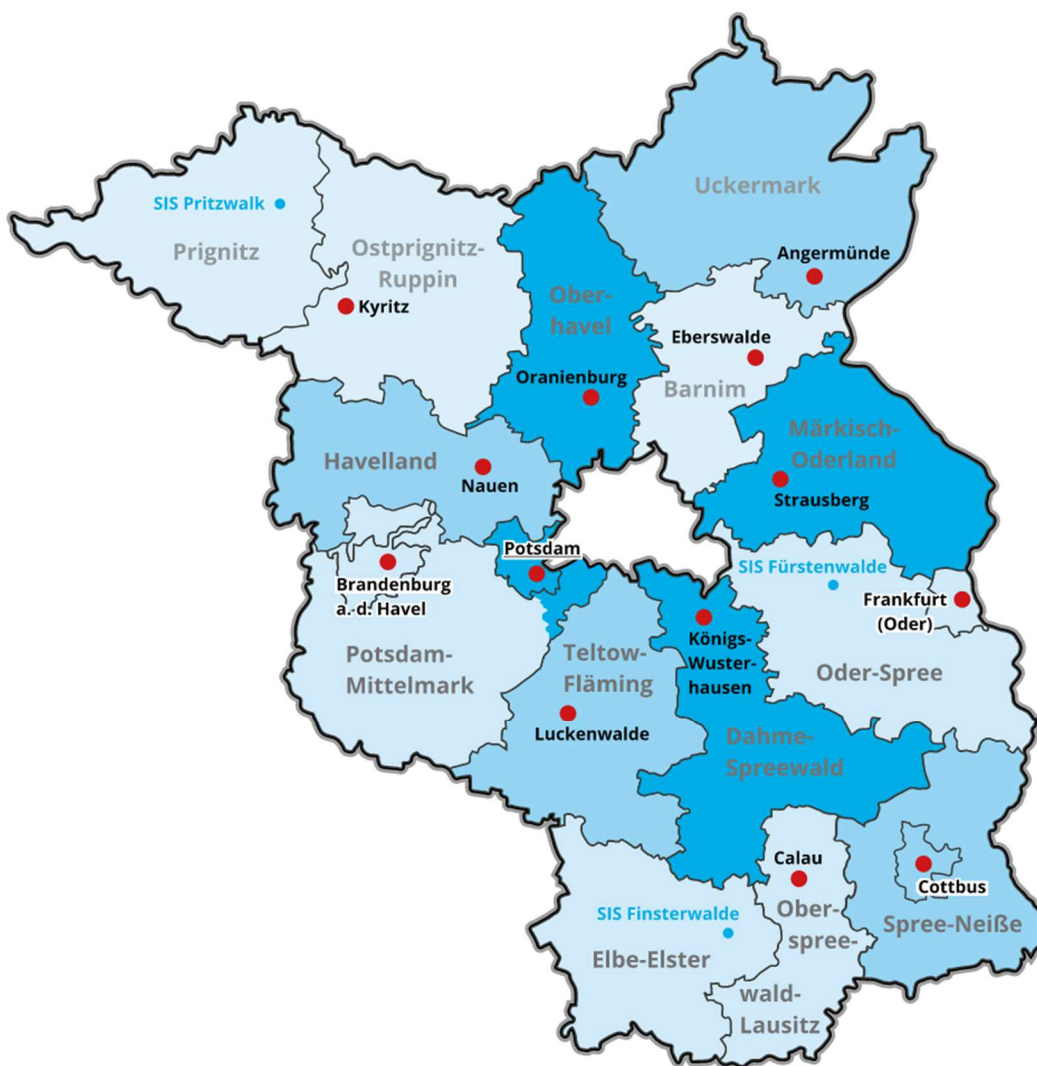 Uckermark
SIS Pritzwalk
Prignitz
Ostprignitz-
Ruppin
Angermünde
Kyritz
Ober-
havel
Eberswalde
Oranienburg
Barnim
Märkisch-
Oderland
Havelland
Nauen
Strausberg
Potsdam
SIS Fürstenwalde
Brandenburg
a. d. Havel
Frankfurt
(Oder)
Königs-
Wuster-
hausen
Potsdam-
Mittelmark
Teltow-
Fläming
Oder-Spree
Luckenwalde
Dahme-
Spreewald
Calau
Cottbus
SIS Finsterwalde
Ober-
spree-
Spree-Neiße
Elbe-Elster
wald-
Lausitz